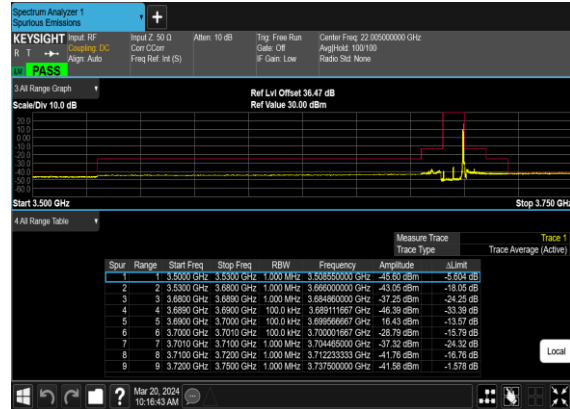 Spectrum Analyzer 1
Spurious Emissions
KEYSIGHT Input: RF Input Z: 50 Ω Atten: 10 dB Trig: Free Run Center Freq: 22.005000000 GHz
R T Coupling: DC Corr CCorr Gate: Off Avg|Hold: 100/100
Align: Auto Freq Ref: Int (S) IF Gain: Low Radio Std: None
PASS
3 All Range Graph
Ref Lvl Offset 36.47 dB
Scale/Div 10.0 dB Ref Value 30.00 dBm
20.0
10.0
0.00
-10.0
-20.0
-30.0
-40.0
-50.0
-60.0
Start 3.500 GHz Stop 3.750 GHz
4 All Range Table
Measure Trace Trace 1
Trace Type Trace Average (Active)
Spur Range Start Freq Stop Freq RBW Frequency Amplitude ΔLimit
1 1 3.5000 GHz 3.5300 GHz 1.000 MHz 3.508550000 GHz -45.60 dBm -5.604 dB
2 2 3.5300 GHz 3.6800 GHz 1.000 MHz 3.666000000 GHz -43.05 dBm -18.05 dB
3 3 3.6800 GHz 3.6890 GHz 1.000 MHz 3.684860000 GHz -37.25 dBm -24.25 dB
4 4 3.6890 GHz 3.6900 GHz 100.0 kHz 3.689111667 GHz -46.39 dBm -33.39 dB
5 5 3.6900 GHz 3.7000 GHz 100.0 kHz 3.699566667 GHz 16.43 dBm -13.57 dB
6 6 3.7000 GHz 3.7010 GHz 100.0 kHz 3.700001667 GHz -28.79 dBm -15.79 dB
7 7 3.7010 GHz 3.7100 GHz 1.000 MHz 3.704465000 GHz -37.32 dBm -24.32 dB
8 8 3.7100 GHz 3.7200 GHz 1.000 MHz 3.712233333 GHz -41.76 dBm -16.76 dB
9 9 3.7200 GHz 3.7500 GHz 1.000 MHz 3.737500000 GHz -41.58 dBm -1.578 dB
Local
Mar 20, 2024
10:16:43 AM